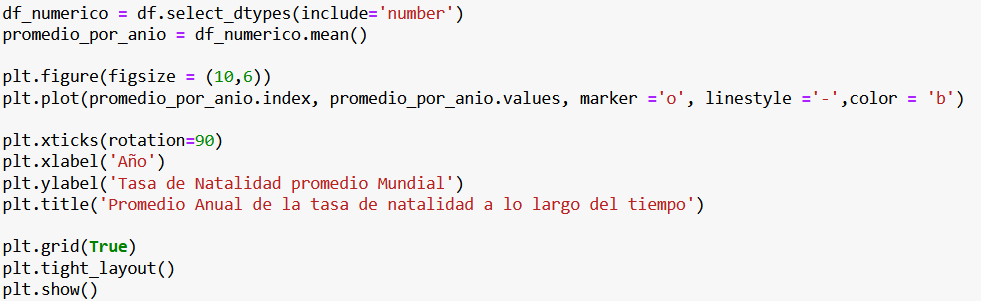 df_numerico = df.select_dtypes(include='number')
promedio_por_anio = df_numerico.mean()
plt.figure(figsize = (10,6))
plt.plot(promedio_por_anio.index, promedio_por_anio.values, marker ='o', linestyle ='-',color = 'b')
plt.xticks(rotation=90)
plt.xlabel('Año')
plt.ylabel('Tasa de Natalidad promedio Mundial')
plt.title('Promedio Anual de la tasa de natalidad a lo largo del tiempo')
plt.grid(True)
plt.tight_layout()
plt.show()